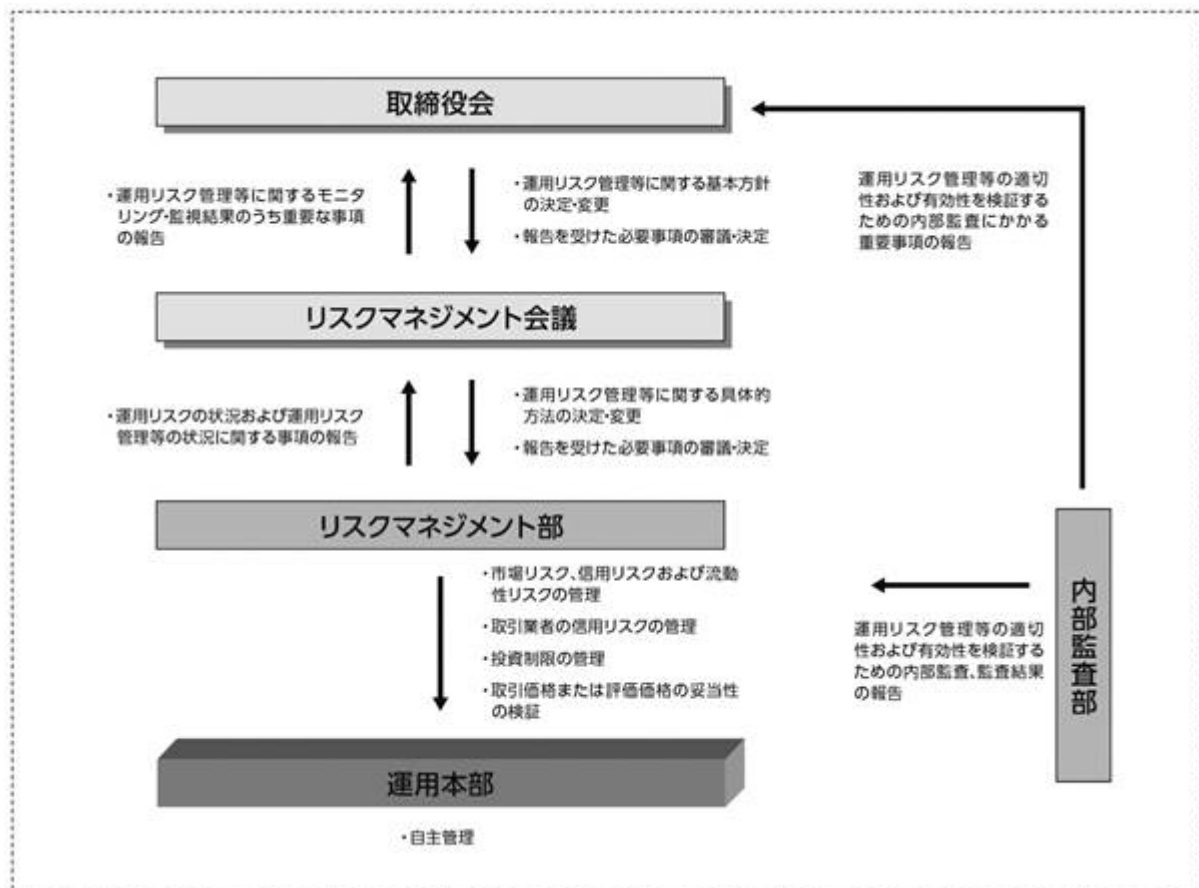 取締役会
・運用リスク管理等に関するモニタ
リング・監視結果のうち重要な事項
の報告
・運用リスク管理等に関する基本方針
の決定・変更
・報告を受けた必要事項の審議・決定
運用リスク管理等の適切
性および有効性を検証する
ための内部監査にかかる
重要事項の報告
リスクマネジメント会議
・運用リスクの状況および運用リスク
管理等の状況に関する事項の報告
・運用リスク管理等に関する具体的
方法の決定・変更
・報告を受けた必要事項の審議・決定
リスクマネジメント部
・市場リスク、信用リスクおよび流動
性リスクの管理
・取引業者の信用リスクの管理
・投資制限の管理
・取引価格または評価価格の妥当性
の検証
運用リスク管理等の適切
性および有効性を検証する
ための内部監査、監査結果
の報告
内部監査部
運用本部
・自主管理